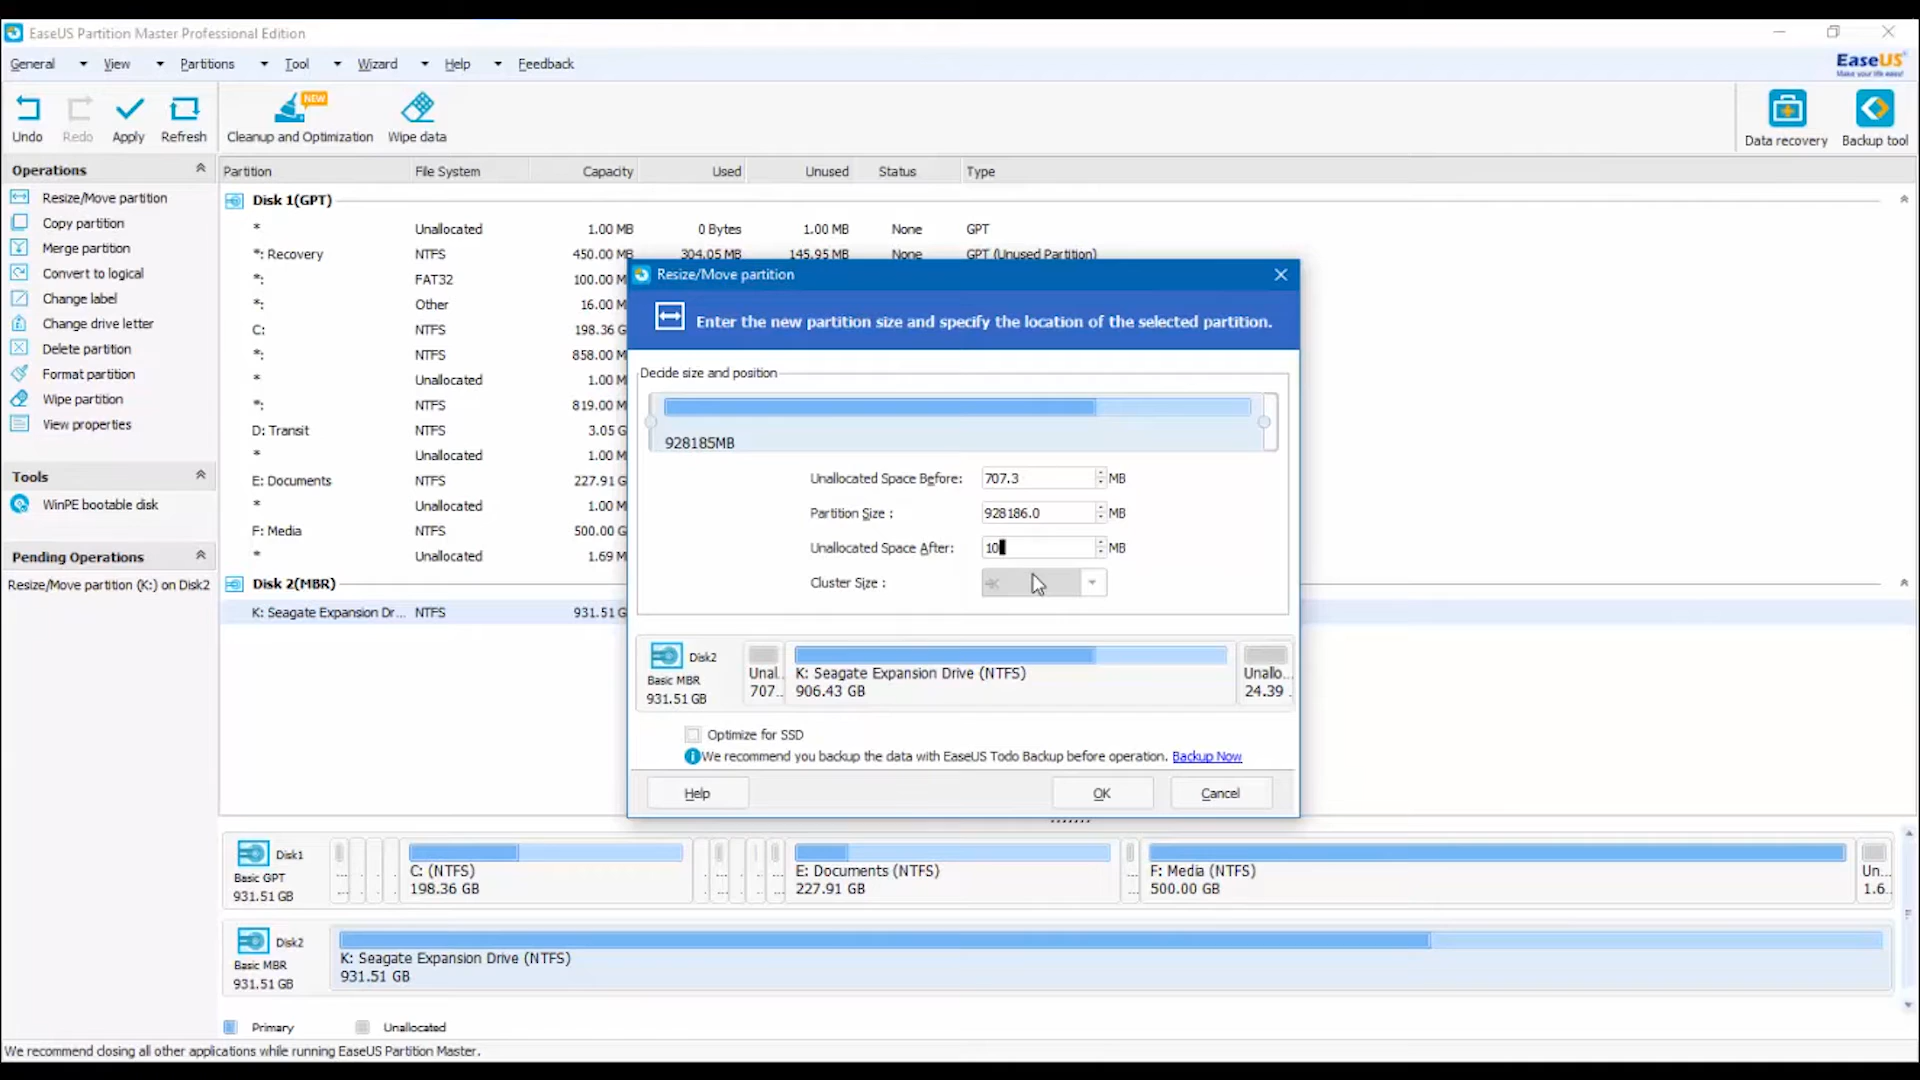 EaseUS Partition Master Professional Edition
General View Partitions Tool Wizard Help Feedback
EaseUS
Make your life easy!
Undo Redo Apply Refresh Cleanup and Optimization NEW Wipe data Data recovery Backup tool
Operations
Resize/Move partition
Copy partition
Merge partition
Convert to logical
Change label
Change drive letter
Delete partition
Format partition
Wipe partition
View properties
Tools
WinPE bootable disk
Pending Operations
Resize/Move partition (K:) on Disk2
Partition File System Capacity Used Unused Status Type
Disk 1(GPT)
* Unallocated 1.00 MB 0 Bytes 1.00 MB None GPT
*: Recovery NTFS 450.00 MB 304.05 MB 145.95 MB None GPT (Unused Partition)
*: FAT32 100.00 M
*: Other 16.00 M
C: NTFS 198.36 G
*: NTFS 858.00 M
* Unallocated 1.00 M
*: NTFS 819.00 M
D: Transit NTFS 3.05 G
* Unallocated 1.00 M
E: Documents NTFS 227.91 G
* Unallocated 1.00 M
F: Media NTFS 500.00 G
* Unallocated 1.69 M
Disk 2(MBR)
K: Seagate Expansion Dr... NTFS 931.51 G
Resize/Move partition
Enter the new partition size and specify the location of the selected partition.
Decide size and position
928185MB
Unallocated Space Before: 707.3 MB
Partition Size : 928186.0 MB
Unallocated Space After: 10 MB
Cluster Size : 4K
Disk2
Basic MBR
931.51 GB
Unal..
707..
K: Seagate Expansion Drive (NTFS)
906.43 GB
Unallo...
24.39 .
Optimize for SSD
We recommend you backup the data with EaseUS Todo Backup before operation. Backup Now
Help OK Cancel
Disk1
Basic GPT
931.51 GB
C: (NTFS)
198.36 GB
E: Documents (NTFS)
227.91 GB
F: Media (NTFS)
500.00 GB
Un...
1.6..
Disk2
Basic MBR
931.51 GB
K: Seagate Expansion Drive (NTFS)
931.51 GB
Primary Unallocated
We recommend closing all other applications while running EaseUS Partition Master.